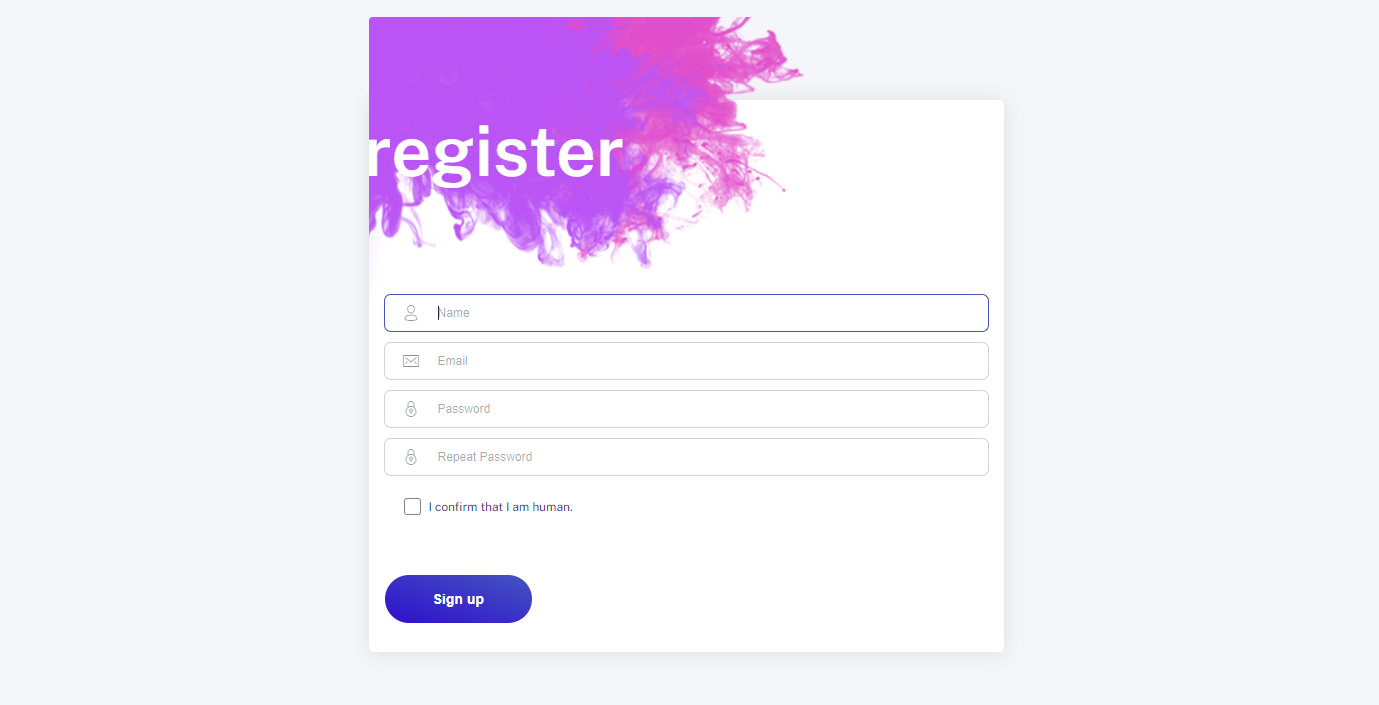 register
Name
Email
Password
Repeat Password
I confirm that I am human.
Sign up